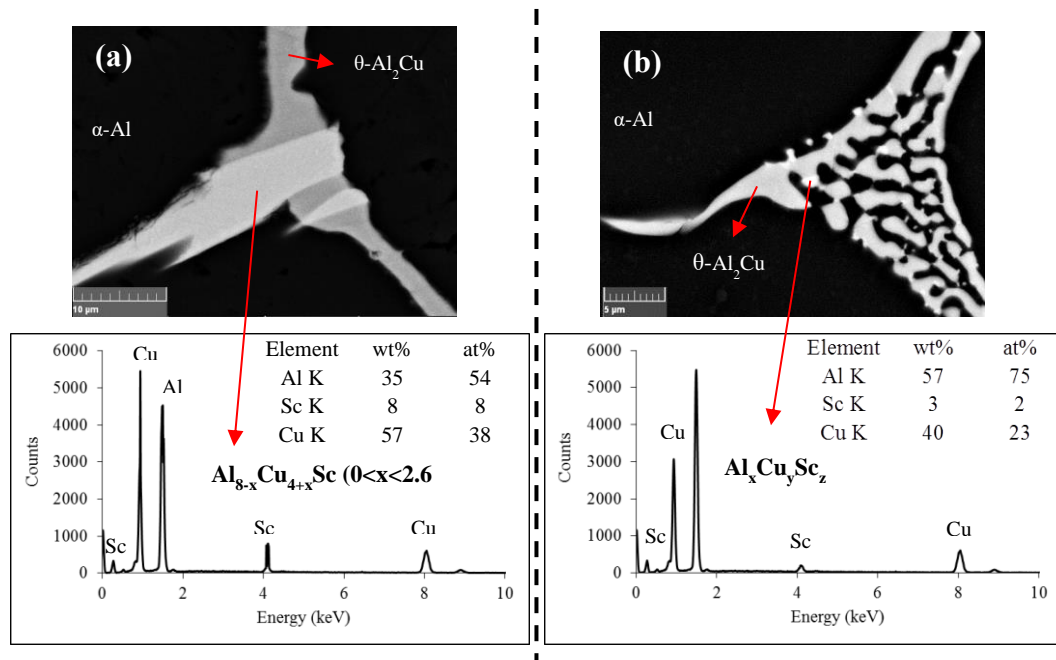 (a)
θ-Al₂Cu
α-Al
10 µm
(b)
α-Al
θ-Al₂Cu
5 µm
6000
5000
4000
3000
2000
1000
0
Counts
Cu
Al
Sc
Sc
Cu
Element wt% at%
Al K 35 54
Sc K 8 8
Cu K 57 38
Al₈₋ₓCu₄₊ₓSc (0<x<2.6
0 2 4 6 8 10
Energy (keV)
6000
5000
4000
3000
2000
1000
0
Counts
Cu
Sc
Sc
Cu
Element wt% at%
Al K 57 75
Sc K 3 2
Cu K 40 23
AlₓCuᵧSc_z
0 2 4 6 8 10
Energy (keV)